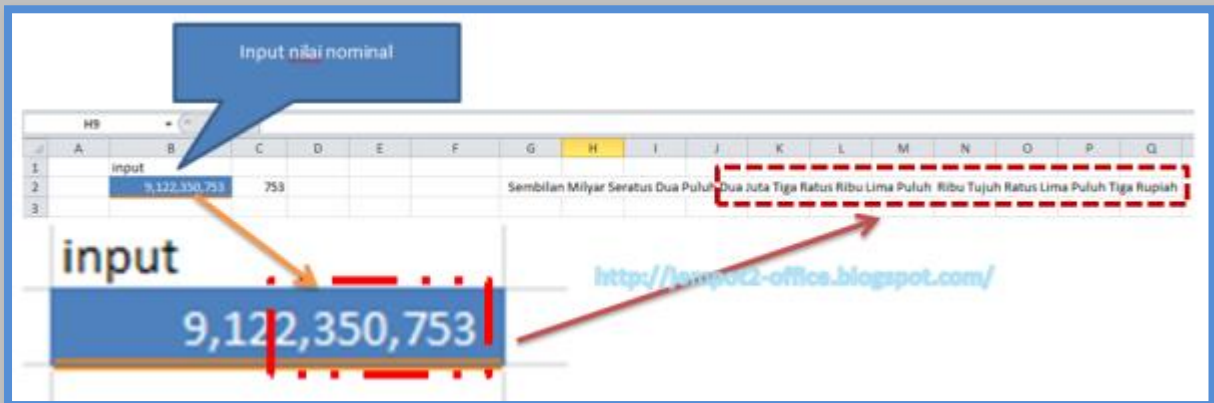 Input nilai nominal
H9
A B C D E F G H I J K L M N O P Q
1 input
2 9,122,350,753 753 Sembilan Milyar Seratus Dua Puluh Dua Juta Tiga Ratus Ribu Lima Puluh Ribu Tujuh Ratus Lima Puluh Tiga Rupiah
3
input
9,122,350,753
http://jempot2-office.blogspot.com/